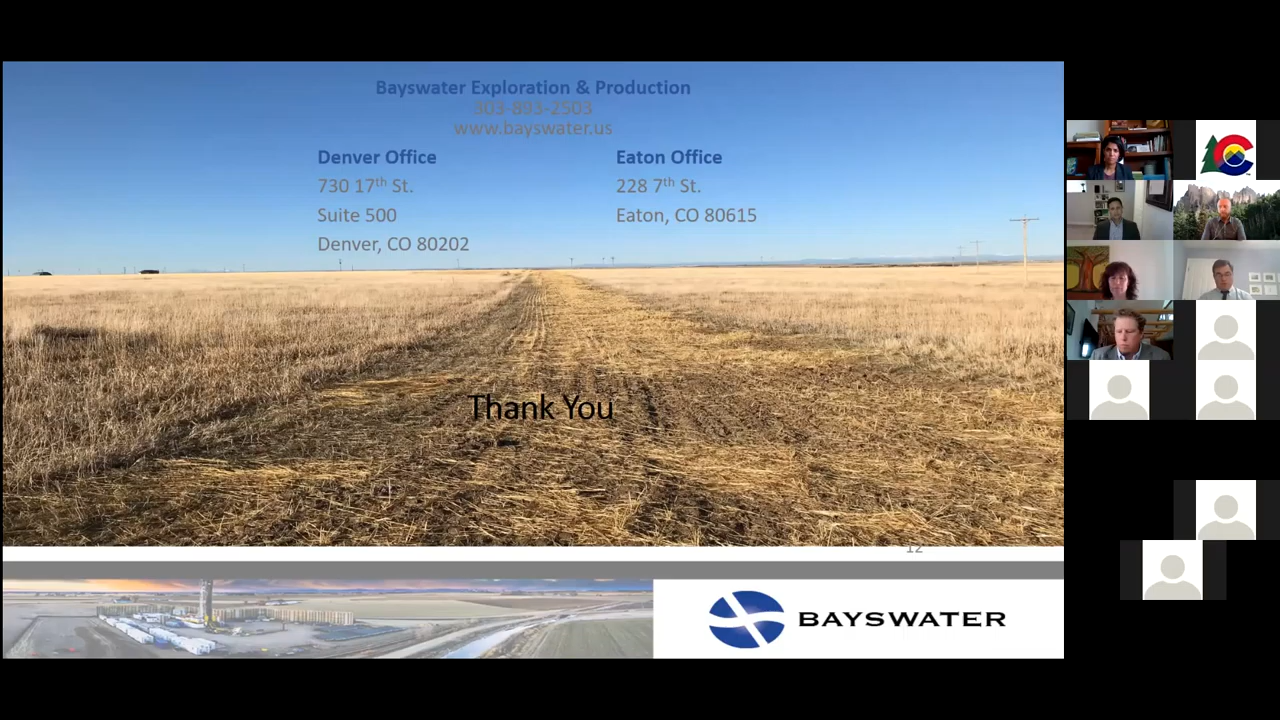 Bayswater Exploration & Production
303-893-2503
www.bayswater.us
Denver Office
730 17th St.
Suite 500
Denver, CO 80202
Eaton Office
228 7th St.
Eaton, CO 80615
Thank You
12
BAYSWATER